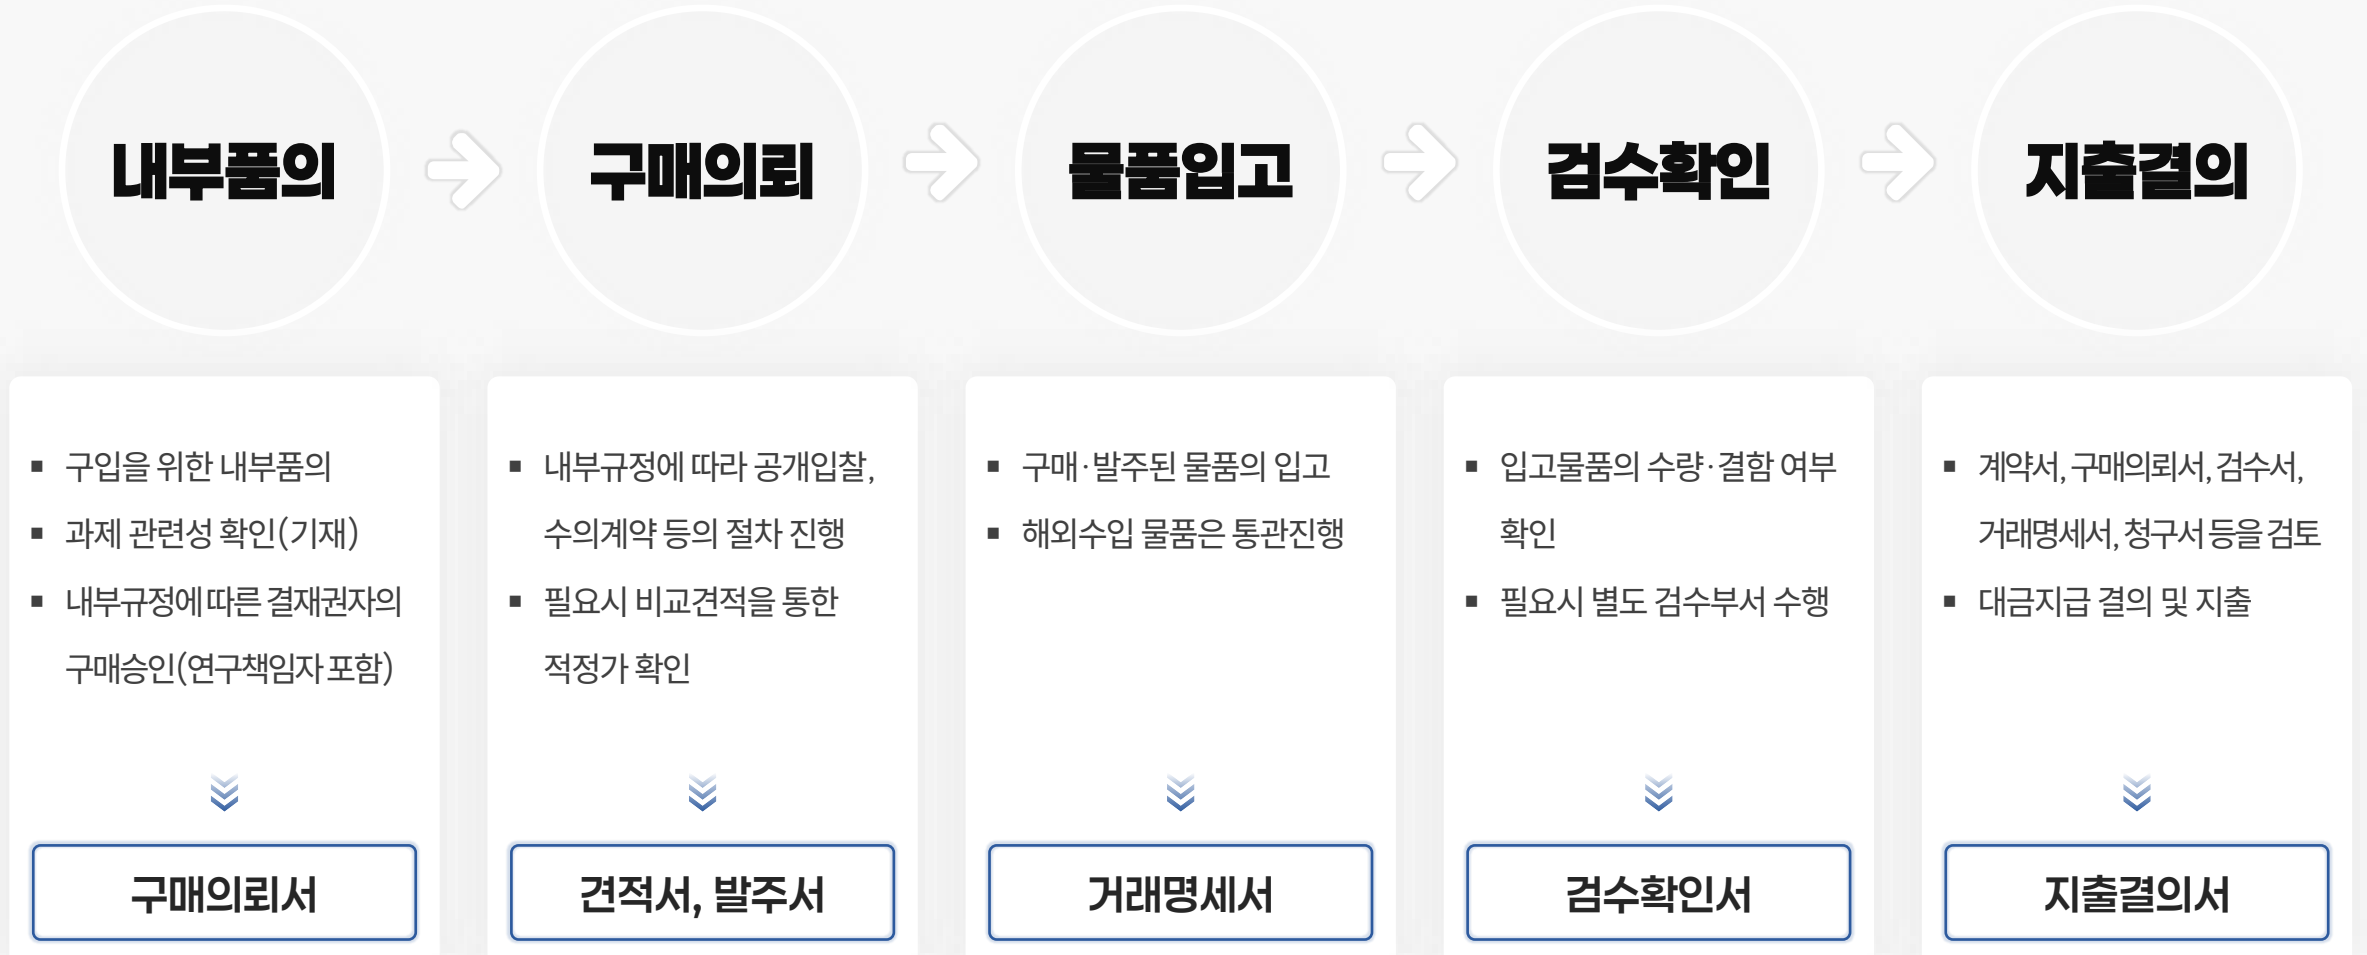 내부품의
구매의뢰
물품입고
검수확인
지출결의
▪ 구입을 위한 내부품의
▪ 과제 관련성 확인(기재)
▪ 내부규정에 따른 결재권자의
구매승인(연구책임자 포함)
구매의뢰서
▪ 내부규정에 따라 공개입찰,
수의계약 등의 절차 진행
▪ 필요시 비교견적을 통한
적정가 확인
견적서, 발주서
▪ 구매·발주된 물품의 입고
▪ 해외수입 물품은 통관진행
거래명세서
▪ 입고물품의 수량·결함 여부
확인
▪ 필요시 별도 검수부서 수행
검수확인서
▪ 계약서, 구매의뢰서, 검수서,
거래명세서, 청구서 등을 검토
▪ 대금지급 결의 및 지출
지출결의서